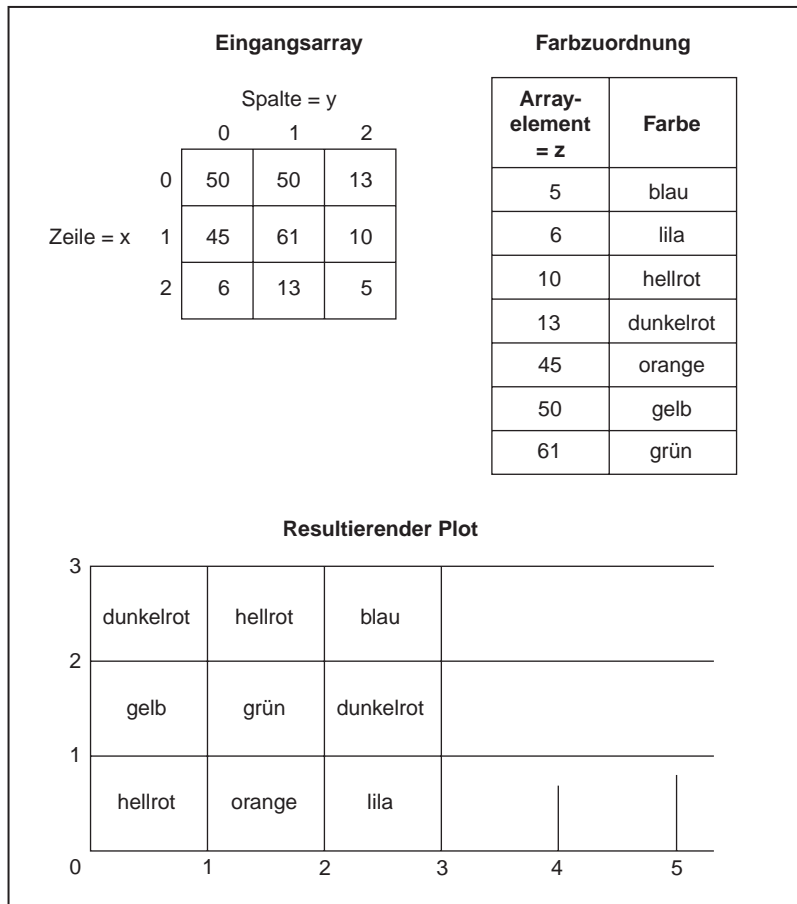 Eingangsarray
Spalte = y
0 1 2
0 50 50 13
Zeile = x 1 45 61 10
2 6 13 5
Farbzuordnung
Array-
element
= z
Farbe
5 blau
6 lila
10 hellrot
13 dunkelrot
45 orange
50 gelb
61 grün
Resultierender Plot
3
dunkelrot hellrot blau
2
gelb grün dunkelrot
1
hellrot orange lila
0 1 2 3 4 5